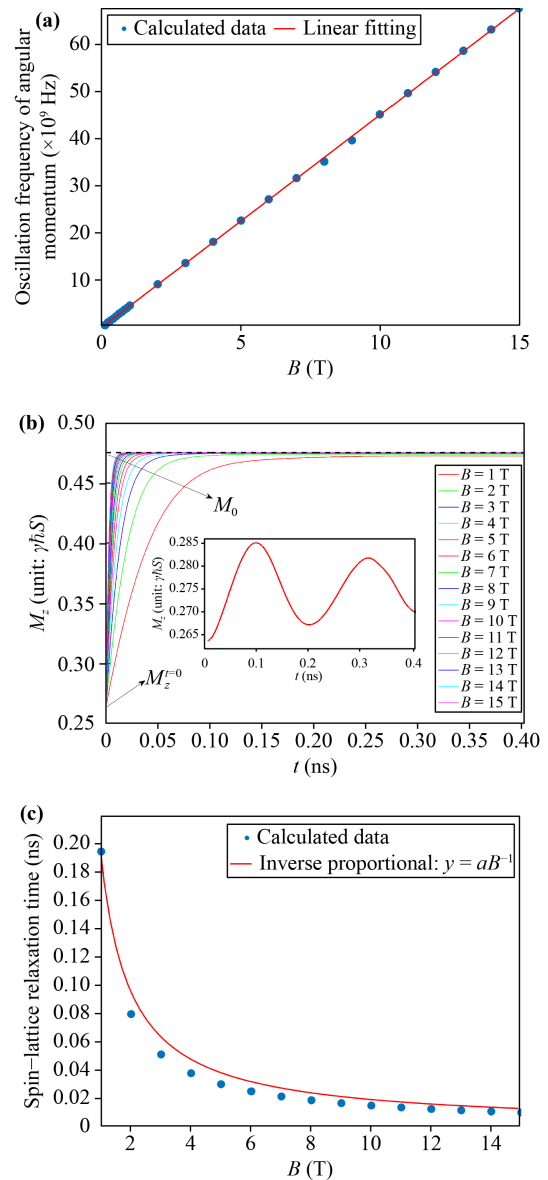 (a)
Calculated data
Linear fitting
Oscillation frequency of angular
momentum (×10⁹ Hz)
60
50
40
30
20
10
0
5
10
15
B (T)
(b)
0.50
0.45
0.40
0.35
0.30
0.25
M_z (unit: γℏS)
M₀
M_z^{t=0}
B = 1 T
B = 2 T
B = 3 T
B = 4 T
B = 5 T
B = 6 T
B = 7 T
B = 8 T
B = 9 T
B = 10 T
B = 11 T
B = 12 T
B = 13 T
B = 14 T
B = 15 T
M_z (unit: γℏS)
0.285
0.280
0.275
0.270
0.265
0
0.1
0.2
0.3
0.4
t (ns)
0
0.05
0.10
0.15
0.20
0.25
0.30
0.35
0.40
t (ns)
(c)
Calculated data
Inverse proportional: y = aB⁻¹
Spin−lattice relaxation time (ns)
0.20
0.18
0.16
0.14
0.12
0.10
0.08
0.06
0.04
0.02
0
2
4
6
8
10
12
14
B (T)